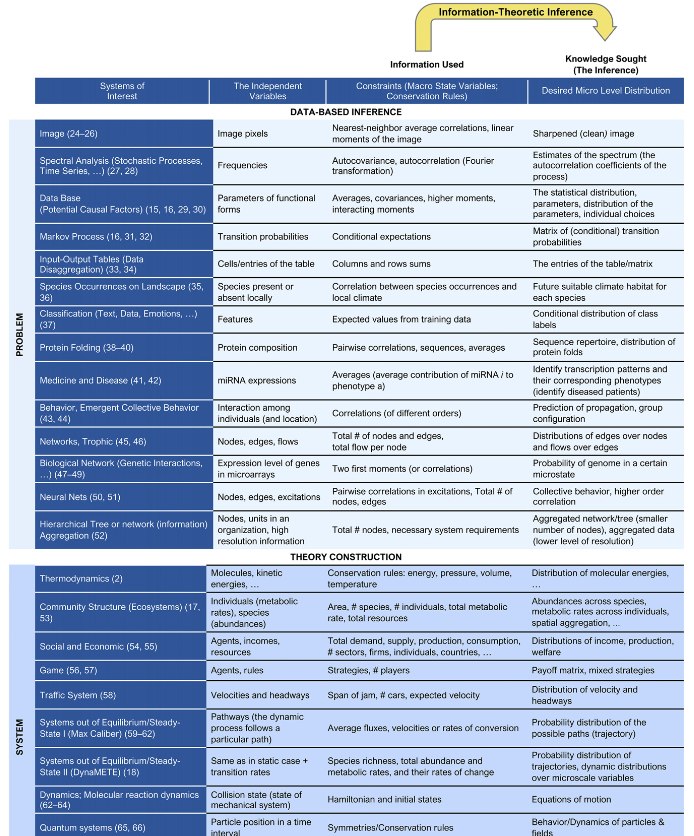 Information-Theoretic Inference
Information Used
Knowledge Sought
(The Inference)
Systems of
Interest
The Independent
Variables
Constraints (Macro State Variables;
Conservation Rules)
Desired Micro Level Distribution
DATA-BASED INFERENCE
PROBLEM
Image (24–26)
Image pixels
Nearest-neighbor average correlations, linear
moments of the image
Sharpened (clean) image
Spectral Analysis (Stochastic Processes,
Time Series, …) (27, 28)
Frequencies
Autocovariance, autocorrelation (Fourier
transformation)
Estimates of the spectrum (the
autocorrelation coefficients of the
process)
Data Base
(Potential Causal Factors) (15, 16, 29, 30)
Parameters of functional
forms
Averages, covariances, higher moments,
interacting moments
The statistical distribution,
parameters, distribution of the
parameters, individual choices
Markov Process (16, 31, 32)
Transition probabilities
Conditional expectations
Matrix of (conditional) transition
probabilities
Input-Output Tables (Data
Disaggregation) (33, 34)
Cells/entries of the table
Columns and rows sums
The entries of the table/matrix
Species Occurrences on Landscape (35,
36)
Species present or
absent locally
Correlation between species occurrences and
local climate
Future suitable climate habitat for
each species
Classification (Text, Data, Emotions, …)
(37)
Features
Expected values from training data
Conditional distribution of class
labels
Protein Folding (38–40)
Protein composition
Pairwise correlations, sequences, averages
Sequence repertoire, distribution of
protein folds
Medicine and Disease (41, 42)
miRNA expressions
Averages (average contribution of miRNA i to
phenotype a)
Identify transcription patterns and
their corresponding phenotypes
(identify diseased patients)
Behavior, Emergent Collective Behavior
(43, 44)
Interaction among
individuals (and location)
Correlations (of different orders)
Prediction of propagation, group
configuration
Networks, Trophic (45, 46)
Nodes, edges, flows
Total # of nodes and edges,
total flow per node
Distributions of edges over nodes
and flows over edges
Biological Network (Genetic Interactions,
…) (47–49)
Expression level of genes
in microarrays
Two first moments (or correlations)
Probability of genome in a certain
microstate
Neural Nets (50, 51)
Nodes, edges, excitations
Pairwise correlations in excitations, Total # of
nodes, edges
Collective behavior, higher order
correlation
Hierarchical Tree or network (information)
Aggregation (52)
Nodes, units in an
organization, high
resolution information
Total # nodes, necessary system requirements
Aggregated network/tree (smaller
number of nodes), aggregated data
(lower level of resolution)
THEORY CONSTRUCTION
SYSTEM
Thermodynamics (2)
Molecules, kinetic
energies, …
Conservation rules: energy, pressure, volume,
temperature
Distribution of molecular energies,
…
Community Structure (Ecosystems) (17,
53)
Individuals (metabolic
rates), species
(abundances)
Area, # species, # individuals, total metabolic
rate, total resources
Abundances across species,
metabolic rates across individuals,
spatial aggregation, …
Social and Economic (54, 55)
Agents, incomes,
resources
Total demand, supply, production, consumption,
# sectors, firms, individuals, countries, …
Distributions of income, production,
welfare
Game (56, 57)
Agents, rules
Strategies, # players
Payoff matrix, mixed strategies
Traffic System (58)
Velocities and headways
Span of jam, # cars, expected velocity
Distribution of velocity and
headways
Systems out of Equilibrium/Steady-
State I (Max Caliber) (59–62)
Pathways (the dynamic
process follows a
particular path)
Average fluxes, velocities or rates of conversion
Probability distribution of the
possible paths (trajectory)
Systems out of Equilibrium/Steady-
State II (DynaMETE) (18)
Same as in static case +
transition rates
Species richness, total abundance and
metabolic rates, and their rates of change
Probability distribution of
trajectories, dynamic distributions
over microscale variables
Dynamics; Molecular reaction dynamics
(62–64)
Collision state (state of
mechanical system)
Hamiltonian and initial states
Equations of motion
Quantum systems (65, 66)
Particle position in a time
interval
Symmetries/Conservation rules
Behavior/Dynamics of particles &
fields